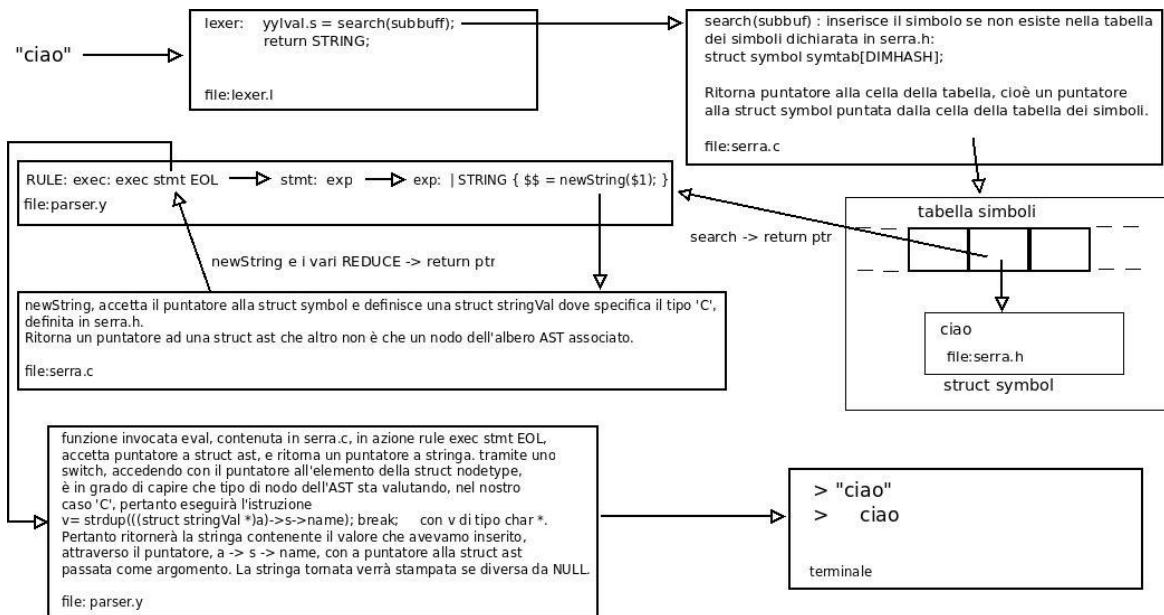 "ciao"
lexer: yylval.s = search(subbuff);
return STRING;
file:lexer.l
search(subbuf) : inserisce il simbolo se non esiste nella tabella
dei simboli dichiarata in serra.h:
struct symbol symtab[DIMHASH];
Ritorna puntatore alla cella della tabella, cioè un puntatore
alla struct symbol puntata dalla cella della tabella dei simboli.
file:serra.c
RULE: exec: exec stmt EOL
stmt: exp
exp: | STRING { $$ = newString($1); }
file:parser.y
search -> return ptr
tabella simboli
ciao
file:serra.h
struct symbol
newString e i vari REDUCE -> return ptr
newString, accetta il puntatore alla struct symbol e definisce una struct stringVal dove specifica il tipo 'C',
definita in serra.h.
Ritorna un puntatore ad una struct ast che altro non è che un nodo dell'albero AST associato.
file:serra.c
funzione invocata eval, contenuta in serra.c, in azione rule exec stmt EOL,
accetta puntatore a struct ast, e ritorna un puntatore a stringa. tramite uno
switch, accedendo con il puntatore all'elemento della struct nodetype,
è in grado di capire che tipo di nodo dell'AST sta valutando, nel nostro
caso 'C', pertanto eseguirà l'istruzione
v= strdup(((struct stringVal *)a)->s->name); break; con v di tipo char *.
Pertanto ritornerà la stringa contenente il valore che avevamo inserito,
attraverso il puntatore, a -> s -> name, con a puntatore alla struct ast
passata come argomento. La stringa tornata verrà stampata se diversa da NULL.
file: parser.y
> "ciao"
> ciao
terminale